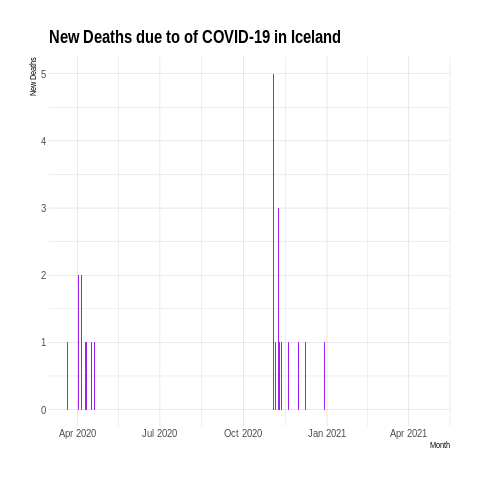 New Deaths due to of COVID-19 in Iceland
New Deaths
5
4
3
2
1
0
Apr 2020 Jul 2020 Oct 2020 Jan 2021 Apr 2021
Month